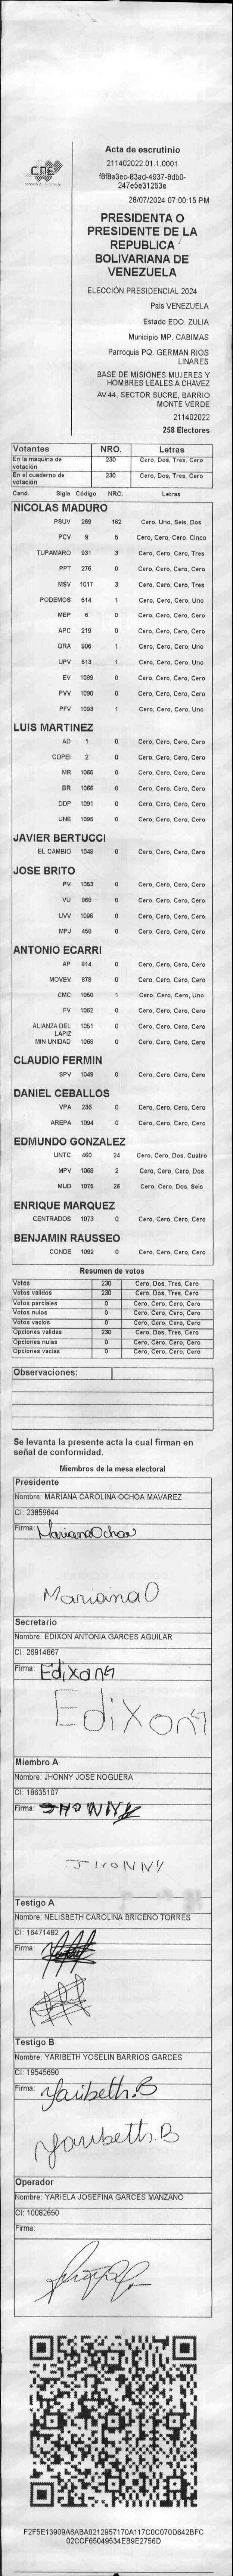 CNE
Acta de escrutinio
211402022.01.1.0001
f8f8a3ec-83ad-4937-8db0-
247e5e31253e
28/07/2024 07:00:15 PM
PRESIDENTA O
PRESIDENTE DE LA
REPUBLICA
BOLIVARIANA DE
VENEZUELA
ELECCIÓN PRESIDENCIAL 2024
Pais VENEZUELA
Estado EDO. ZULIA
Municipio MP. CABIMAS
Parroquia PQ. GERMAN RIOS
LINARES
BASE DE MISIONES MUJERES Y
HOMBRES LEALES A CHAVEZ
AV.44. SECTOR SUCRE, BARRIO
MONTE VERDE
211402022
258 Electores
Votantes NRO. Letras
En la máquina de votación 230 Cero, Dos, Tres, Cero
En el cuaderno de votación 230 Cero, Dos, Tres, Cero
Cand. Sigla Código NRO. Letras
NICOLAS MADURO
PSUV 269 162 Cero, Uno, Seis, Dos
PCV 9 5 Cero, Cero, Cero, Cinco
TUPAMARO 931 3 Cero, Cero, Cero, Tres
PPT 276 0 Cero, Cero, Cero, Cero
MSV 1017 3 Cero, Cero, Cero, Tres
PODEMOS 514 1 Cero, Cero, Cero, Uno
MEP 6 0 Cero, Cero, Cero, Cero
APC 219 0 Cero, Cero, Cero, Cero
ORA 906 1 Cero, Cero, Cero, Uno
UPV 513 1 Cero, Cero, Cero, Uno
EV 1089 0 Cero, Cero, Cero, Cero
PVV 1090 0 Cero, Cero, Cero, Cero
PFV 1093 1 Cero, Cero, Cero, Uno
LUIS MARTINEZ
AD 1 0 Cero, Cero, Cero, Cero
COPEI 2 0 Cero, Cero, Cero, Cero
MR 1065 0 Cero, Cero, Cero, Cero
BR 1066 0 Cero, Cero, Cero, Cero
DDP 1091 0 Cero, Cero, Cero, Cero
UNE 1095 0 Cero, Cero, Cero, Cero
JAVIER BERTUCCI
EL CAMBIO 1048 0 Cero, Cero, Cero, Cero
JOSE BRITO
PV 1053 0 Cero, Cero, Cero, Cero
VU 868 0 Cero, Cero, Cero, Cero
UVV 1096 0 Cero, Cero, Cero, Cero
MPJ 459 0 Cero, Cero, Cero, Cero
ANTONIO ECARRI
AP 814 0 Cero, Cero, Cero, Cero
MOVEV 878 0 Cero, Cero, Cero, Cero
CMC 1050 1 Cero, Cero, Cero, Uno
FV 1062 0 Cero, Cero, Cero, Cero
ALIANZA DEL LAPIZ 1051 0 Cero, Cero, Cero, Cero
MIN UNIDAD 1068 0 Cero, Cero, Cero, Cero
CLAUDIO FERMIN
SPV 1049 0 Cero, Cero, Cero, Cero
DANIEL CEBALLOS
VPA 236 0 Cero, Cero, Cero, Cero
AREPA 1094 0 Cero, Cero, Cero, Cero
EDMUNDO GONZALEZ
UNTC 460 24 Cero, Cero, Dos, Cuatro
MPV 1069 2 Cero, Cero, Cero, Dos
MUD 1075 26 Cero, Cero, Dos, Seis
ENRIQUE MARQUEZ
CENTRADOS 1073 0 Cero, Cero, Cero, Cero
BENJAMIN RAUSSEO
CONDE 1092 0 Cero, Cero, Cero, Cero
Resumen de votos
Votos 230 Cero, Dos, Tres, Cero
Votos validos 230 Cero, Dos, Tres, Cero
Votos parciales 0 Cero, Cero, Cero, Cero
Votos nulos 0 Cero, Cero, Cero, Cero
Votos vacios 0 Cero, Cero, Cero, Cero
Opciones validas 230 Cero, Dos, Tres, Cero
Opciones nulas 0 Cero, Cero, Cero, Cero
Opciones vacias 0 Cero, Cero, Cero, Cero
Observaciones:
Se levanta la presente acta la cual firman en
señal de conformidad.
Miembros de la mesa electoral
Presidente
Nombre: MARIANA CAROLINA OCHOA MAVAREZ
CI: 23859644
Firma: Mariana Ochoa
Mariana O
Secretario
Nombre: EDIXON ANTONIA GARCES AGUILAR
CI: 26914867
Firma: Edixon G
Edixon G
Miembro A
Nombre: JHONNY JOSE NOGUERA
CI: 18635107
Firma: JHONNY
JHONNY
Testigo A
Nombre: NELISBETH CAROLINA BRICENO TORRES
CI: 16471492
Firma:
Testigo B
Nombre: YARIBETH YOSELIN BARRIOS GARCES
CI: 19545690
Firma: Yaribeth.B
Yaribeth.B
Operador
Nombre: YARIELA JOSEFINA GARCES MANZANO
CI: 10082650
Firma:
F2F5E13909A6ABA0212957170A117C0C070D642BFC
02CCF65049534EB9E2756D